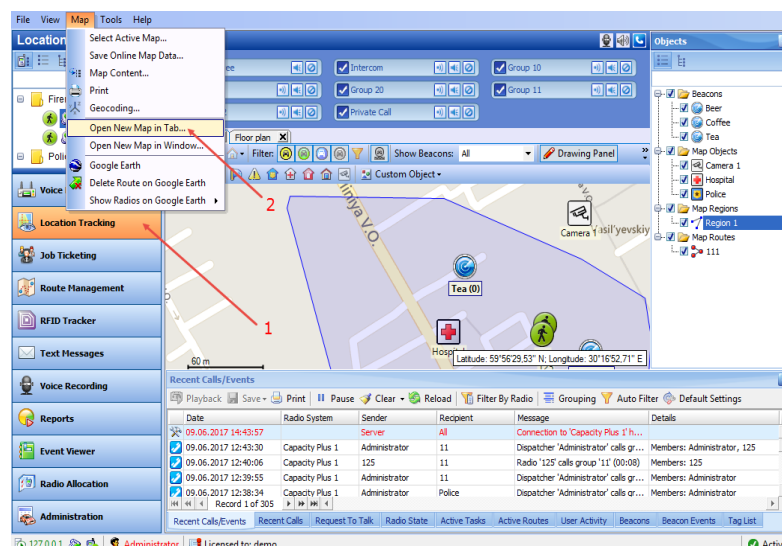 File View Map Tools Help
Location
Objects
Select Active Map...
Save Online Map Data...
Map Content...
Print
Geocoding...
Open New Map in Tab...
Open New Map in Window...
Google Earth
Delete Route on Google Earth
Show Radios on Google Earth
Intercom
Group 10
Group 20
Group 11
Private Call
Floor plan X
Filter: Show Beacons: All Drawing Panel
Custom Object
2
1
Beacons
Beer
Coffee
Tea
Map Objects
Camera 1
Hospital
Police
Map Regions
Region 1
Map Routes
111
Voice
Location Tracking
Job Ticketing
Route Management
RFID Tracker
Text Messages
Voice Recording
Reports
Event Viewer
Radio Allocation
Administration
V.O.
Camera 1
Tea (0)
60 m
Latitude: 59°56'29,53" N; Longitude: 30°16'52,71" E
Recent Calls/Events
Playback Save Print Pause Clear Reload Filter By Radio Grouping Auto Filter Default Settings
Date Radio System Sender Recipient Message Details
09.06.2017 14:43:57 Server All Connection to 'Capacity Plus 1' h...
09.06.2017 12:43:30 Capacity Plus 1 Administrator 11 Dispatcher 'Administrator' calls gr... Members: Administrator, 125
09.06.2017 12:40:06 Capacity Plus 1 125 11 Radio '125' calls group '11' (00:08) Members: 125
09.06.2017 12:39:55 Capacity Plus 1 Administrator 11 Dispatcher 'Administrator' calls gr... Members: Administrator
09.06.2017 12:38:34 Capacity Plus 1 Administrator Police Dispatcher 'Administrator' calls gr... Members: Administrator
Record 1 of 305
Recent Calls/Events Recent Calls Request To Talk Radio State Active Tasks Active Routes User Activity Beacons Beacon Events Tag List
127.0.0.1 Administrator Licensed to: demo